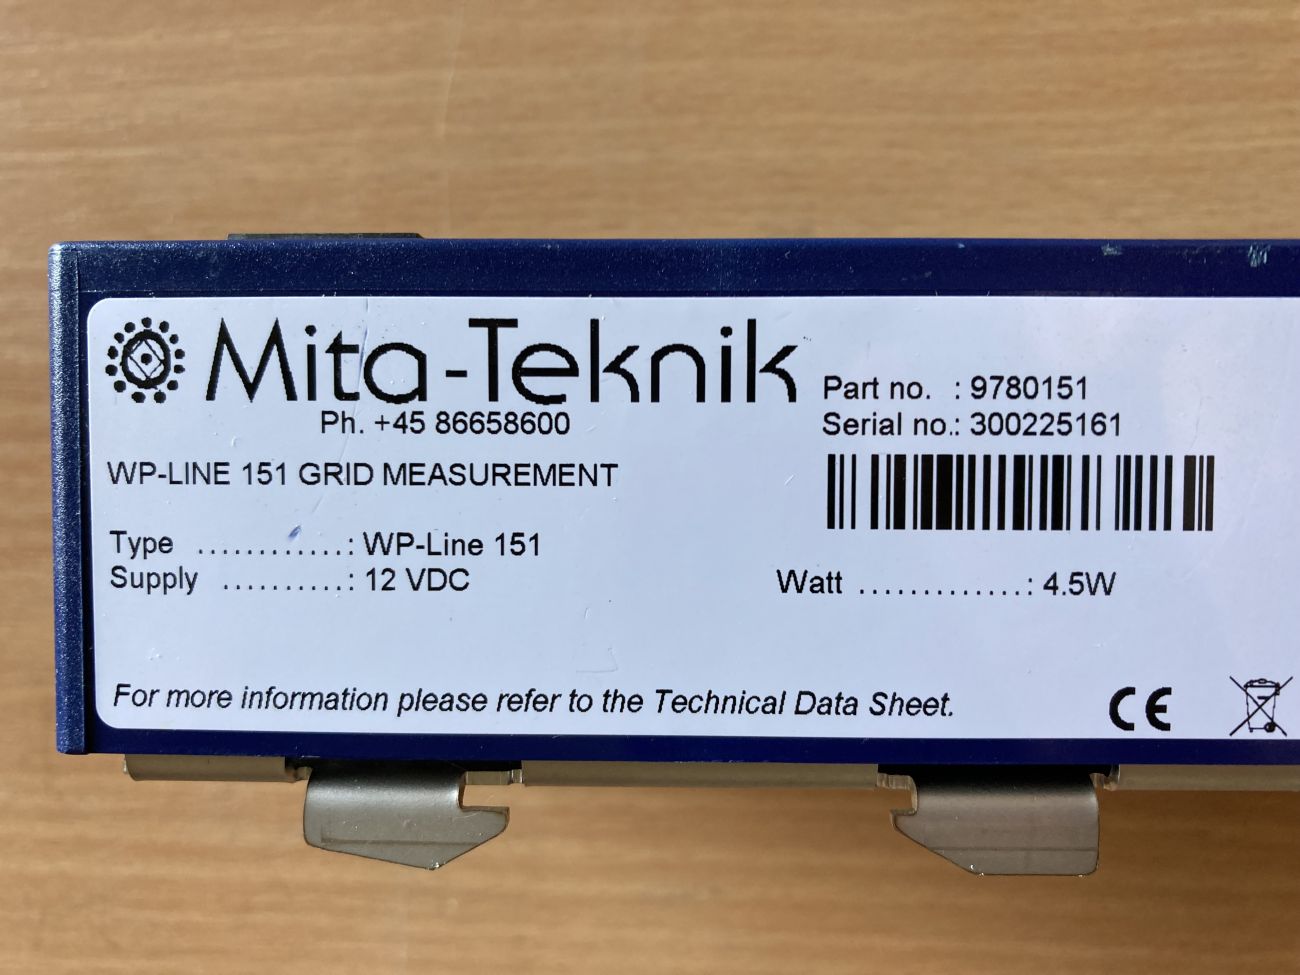 Mita-Teknik
Ph. +45 86658600
Part no. : 9780151
Serial no.: 300225161
WP-LINE 151 GRID MEASUREMENT
Type ............: WP-Line 151
Supply ..........: 12 VDC
Watt .............: 4.5W
For more information please refer to the Technical Data Sheet.
CE